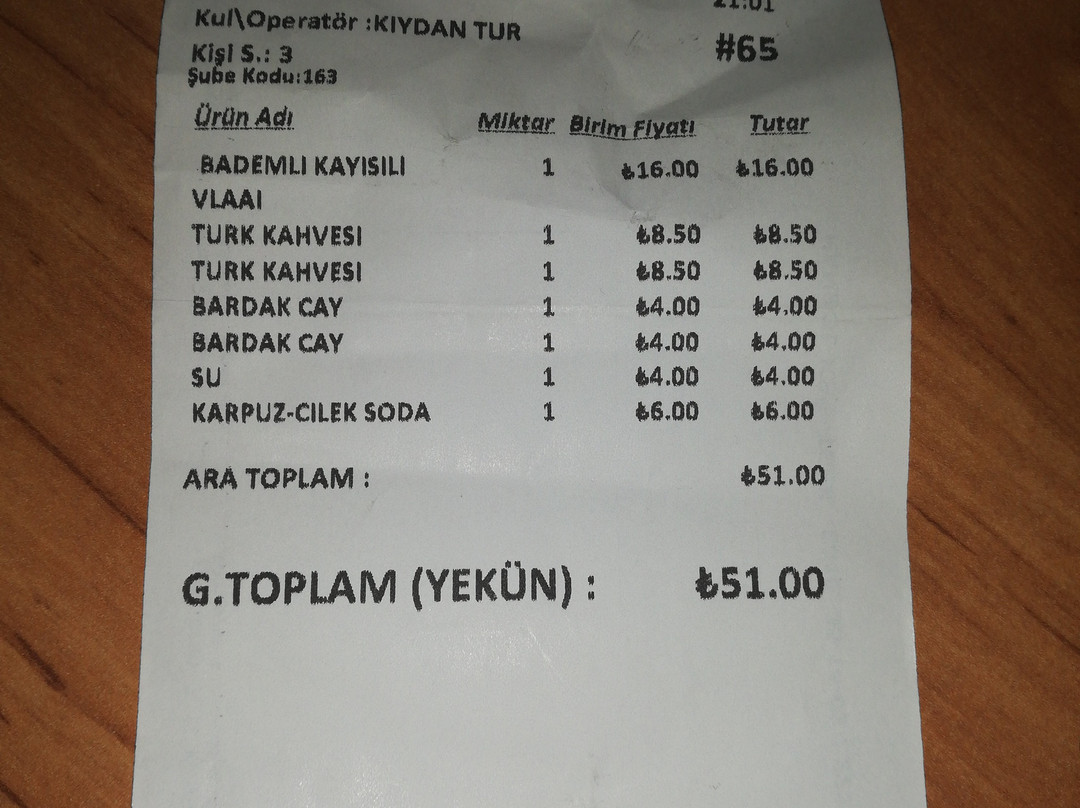 21:01
Kul\Operatör :KIYDAN TUR
Kişi S.: 3 #65
Şube Kodu:163
Ürün Adı Miktar Birim Fiyatı Tutar
BADEMLI KAYISILI 1 ₺16.00 ₺16.00
VLAAI
TURK KAHVESI 1 ₺8.50 ₺8.50
TURK KAHVESI 1 ₺8.50 ₺8.50
BARDAK CAY 1 ₺4.00 ₺4.00
BARDAK CAY 1 ₺4.00 ₺4.00
SU 1 ₺4.00 ₺4.00
KARPUZ-CILEK SODA 1 ₺6.00 ₺6.00
ARA TOPLAM : ₺51.00
G.TOPLAM (YEKÜN) : ₺51.00